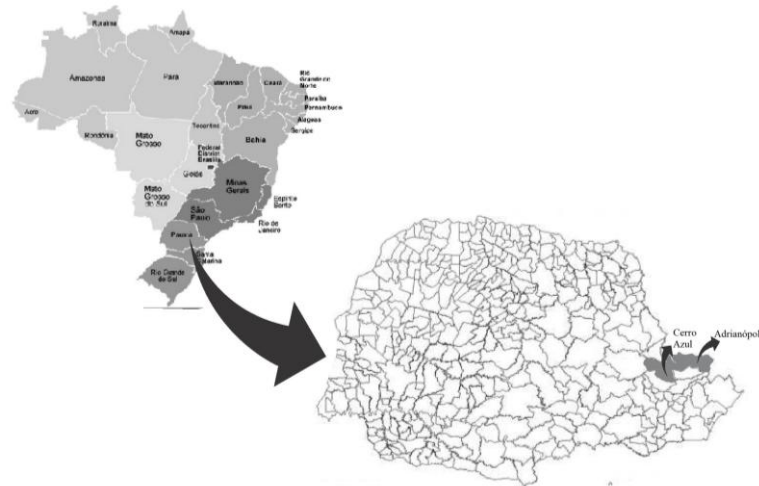 Roraima
Amapá
Amazonas
Pará
Maranhão
Ceará
Rio
Grande do
Norte
Paraíba
Pernambuco
Alagoas
Sergipe
Piauí
Acre
Rondônia
Tocantins
Bahia
Mato
Grosso
Federal
District
Brasília
Goiás
Minas
Gerais
Mato
Grosso
do Sul
Espírito
Santo
São
Paulo
Rio de
Janeiro
Paraná
Santa
Catarina
Rio Grande
do Sul
Cerro
Azul
Adrianópol